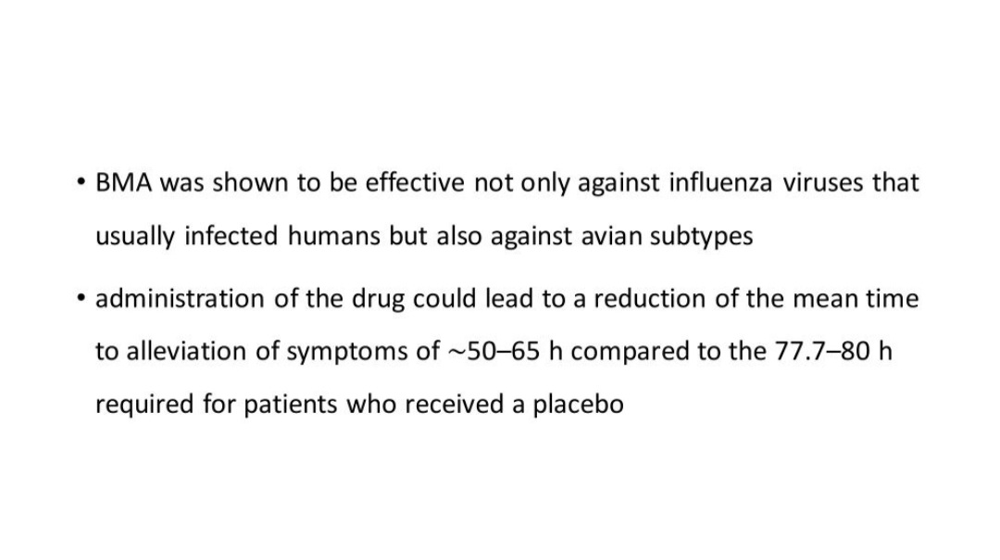 • BMA was shown to be effective not only against influenza viruses that
usually infected humans but also against avian subtypes
• administration of the drug could lead to a reduction of the mean time
to alleviation of symptoms of ~50–65 h compared to the 77.7–80 h
required for patients who received a placebo